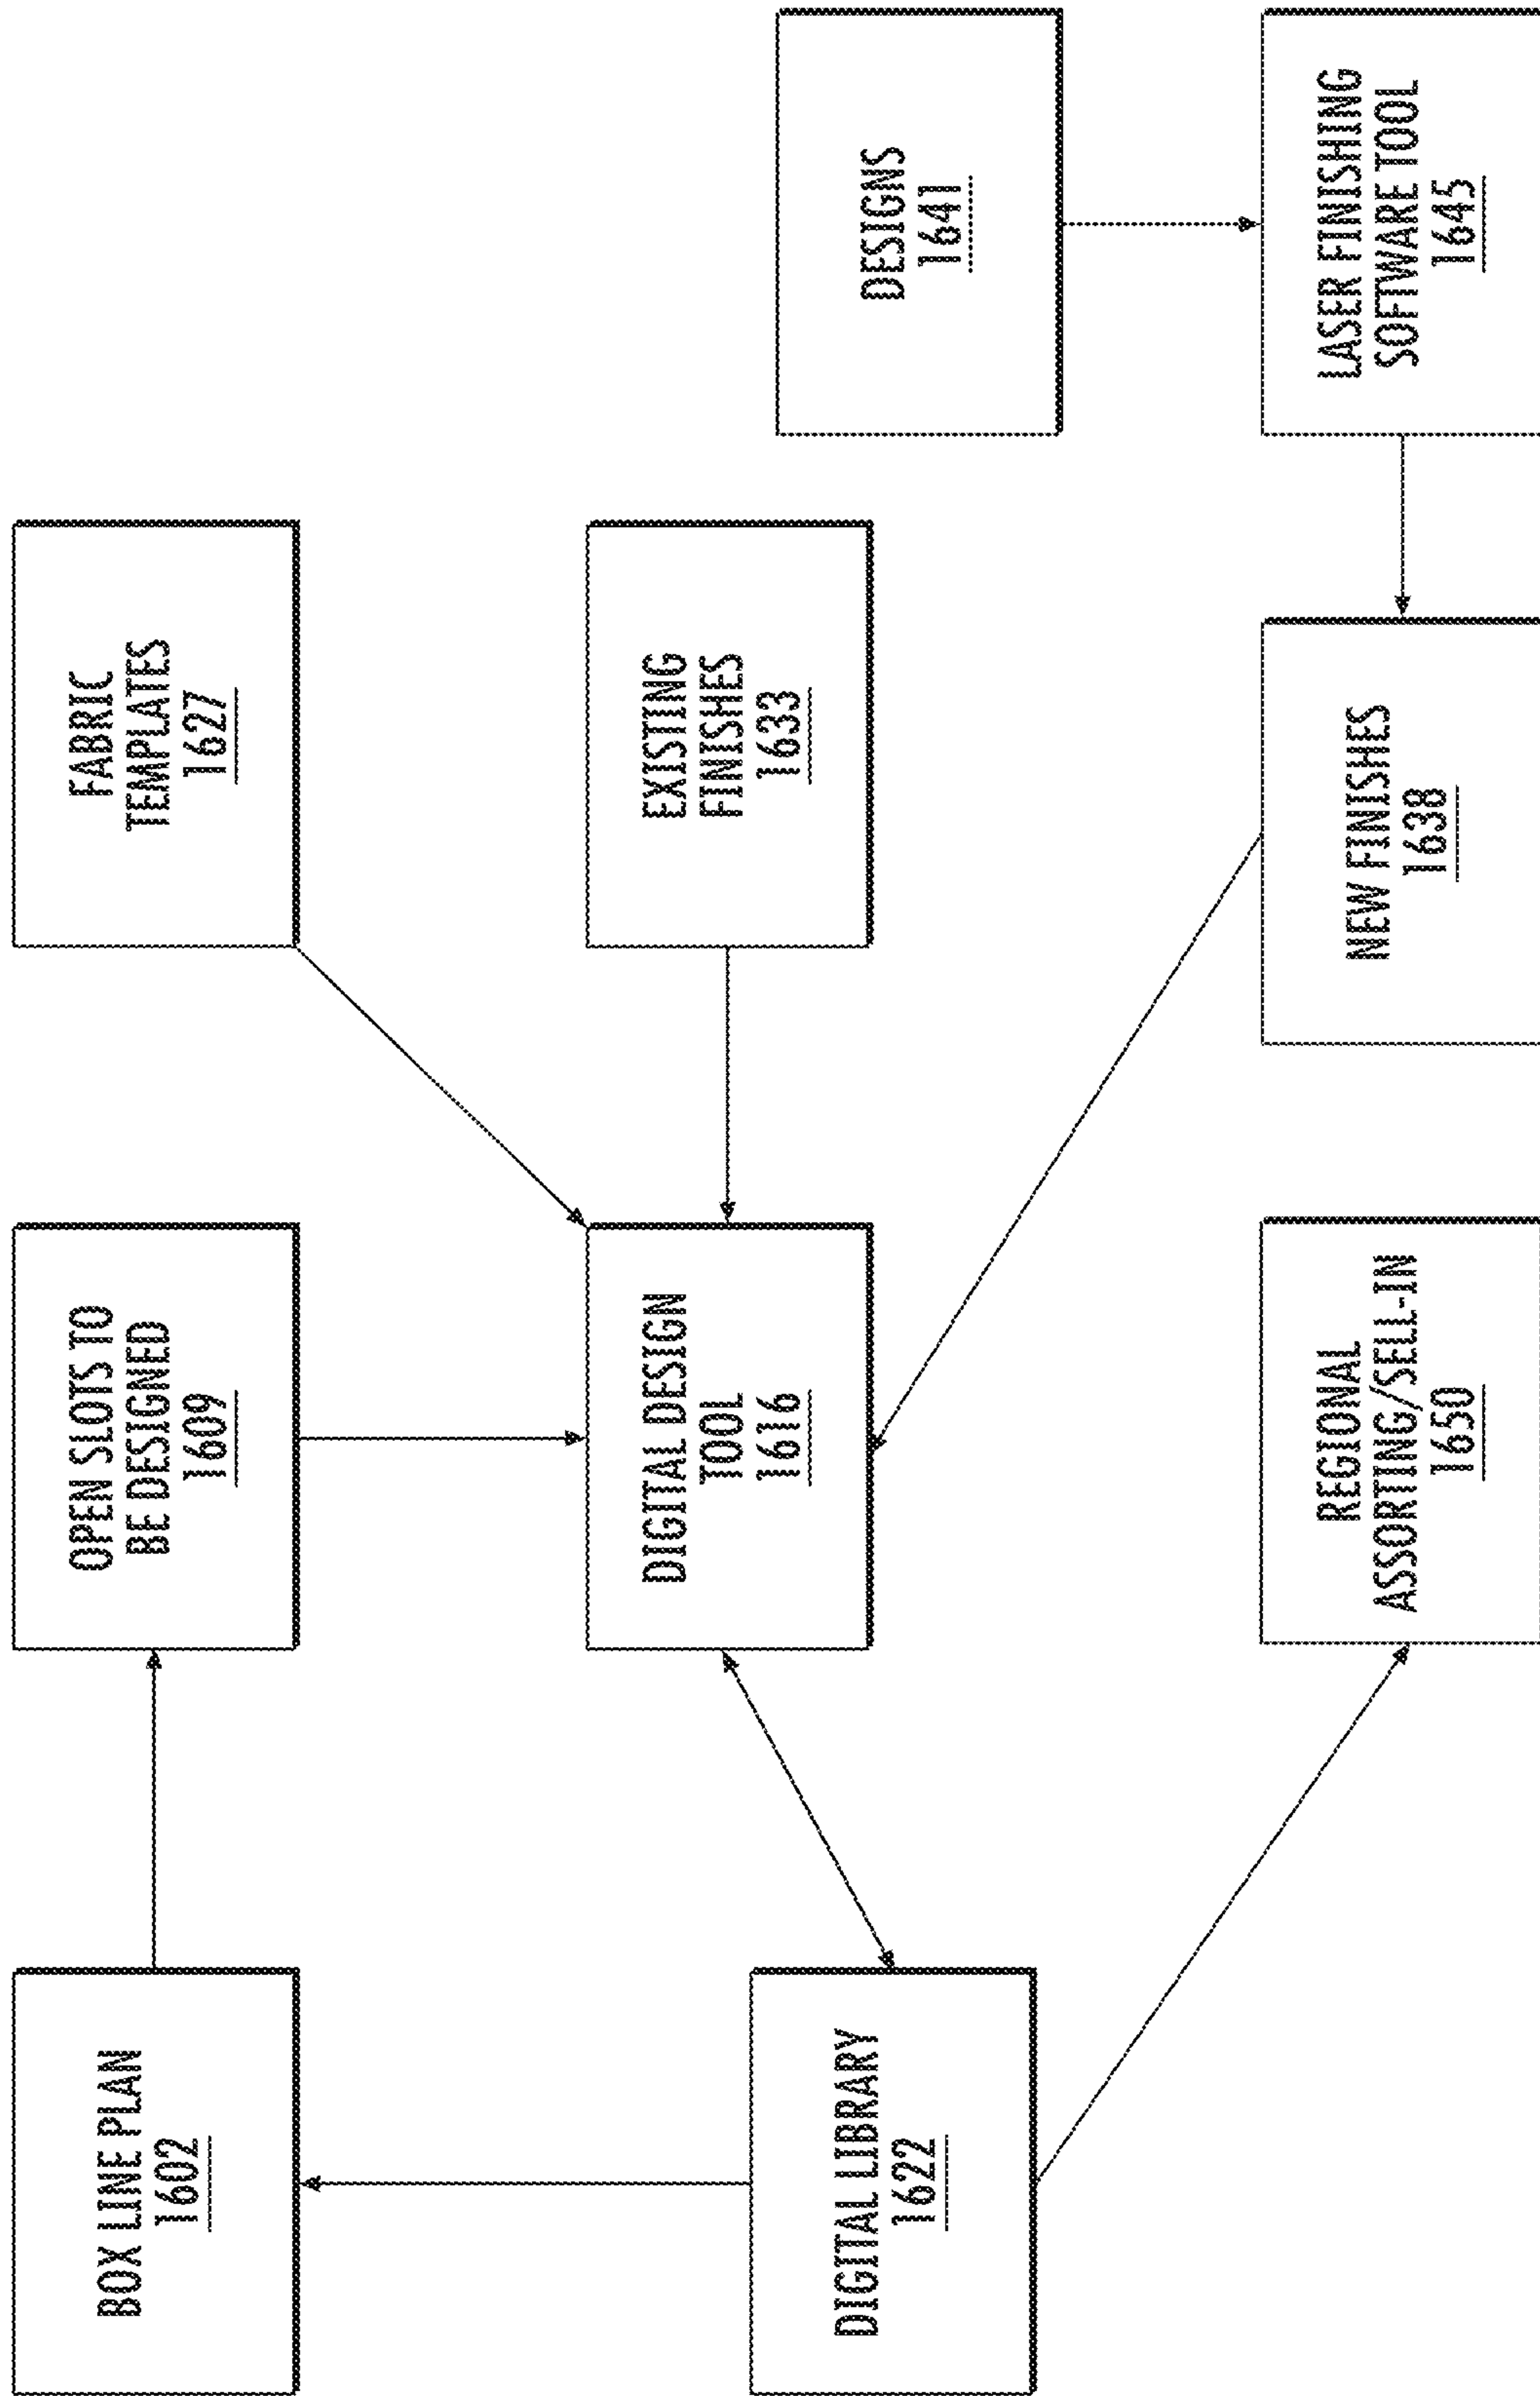 BOX LINE PLAN
1602
OPEN SLOTS TO
BE DESIGNED
1609
FABRIC
TEMPLATES
1627
DIGITAL DESIGN
TOOL
1616
EXISTING
FINISHES
1633
DIGITAL LIBRARY
1622
DESIGNS
1641
REGIONAL
ASSORTING/SELL-IN
1650
NEW FINISHES
1638
LASER FINISHING
SOFTWARE TOOL
1645